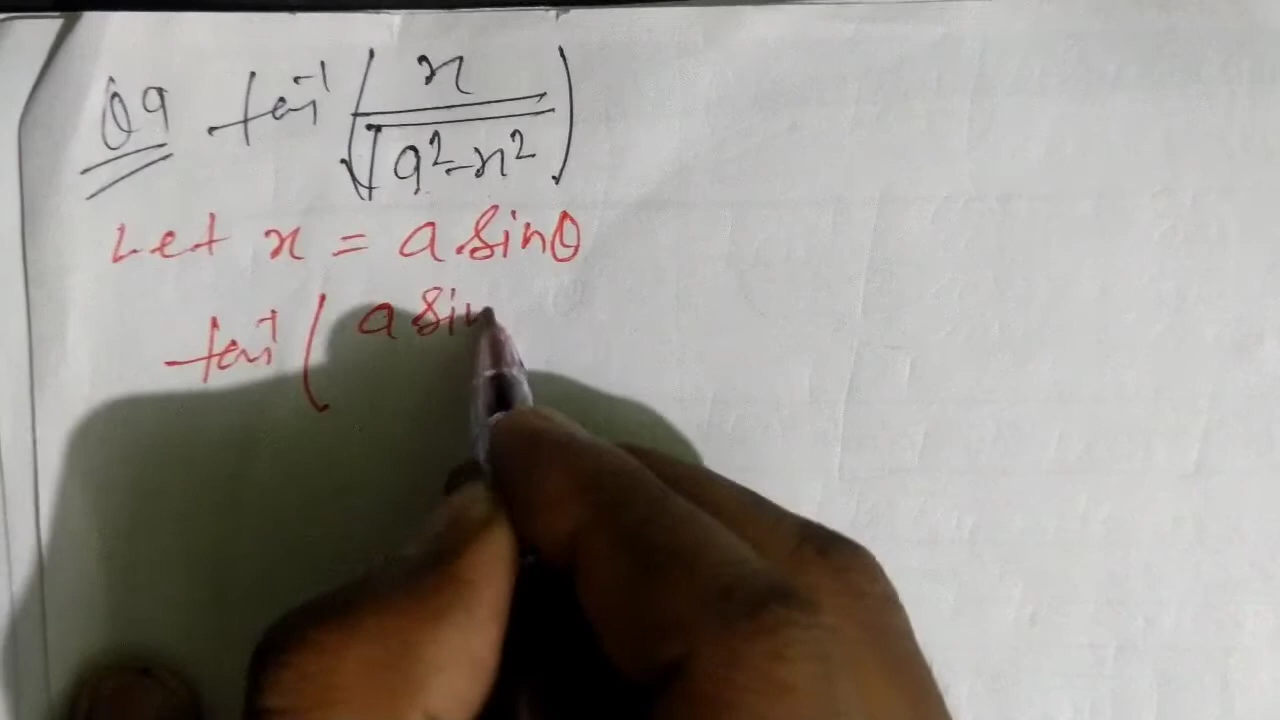 Q9 tan⁻¹ (x / √(a²-x²))
Let x = a sinθ
tan⁻¹ ( a sin